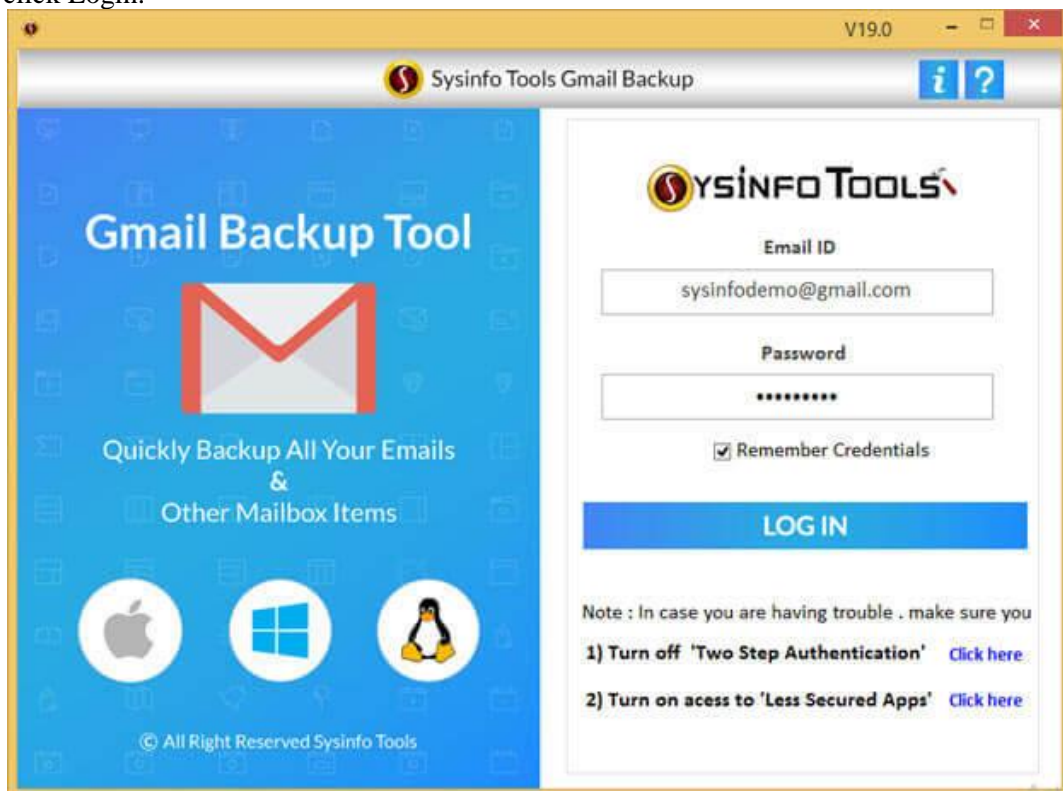 click Login.
V19.0
Sysinfo Tools Gmail Backup
i ?
Gmail Backup Tool
Quickly Backup All Your Emails
&
Other Mailbox Items
© All Right Reserved Sysinfo Tools
SYSINFO TOOLS
Email ID
sysinfodemo@gmail.com
Password
•••••••••
Remember Credentials
LOG IN
Note : In case you are having trouble . make sure you
1) Turn off 'Two Step Authentication' Click here
2) Turn on acess to 'Less Secured Apps' Click here